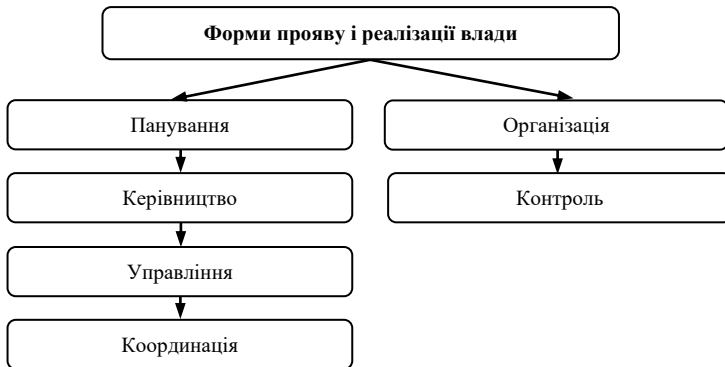 Форми прояву і реалізації влади
Панування
Організація
Керівництво
Контроль
Управління
Координація